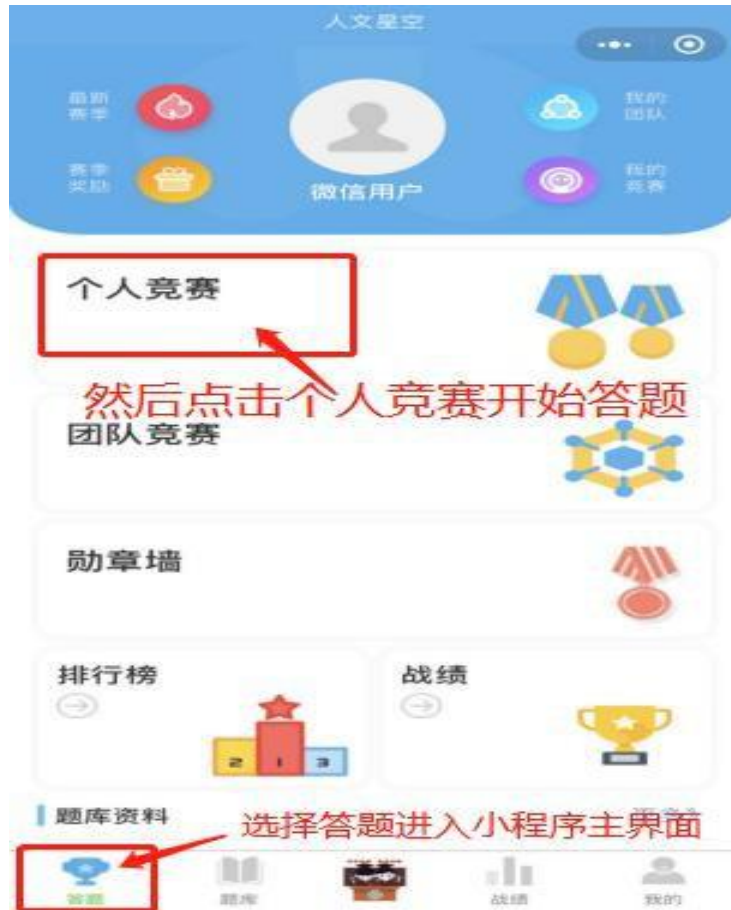 人文星空
最新
赛季
我的
团队
赛季
奖励
微信用户
我的
竞赛
个人竞赛
然后点击个人竞赛开始答题
团队竞赛
勋章墙
排行榜
战绩
2 1 3
题库资料
选择答题进入小程序主界面
答题
题库
战绩
我的